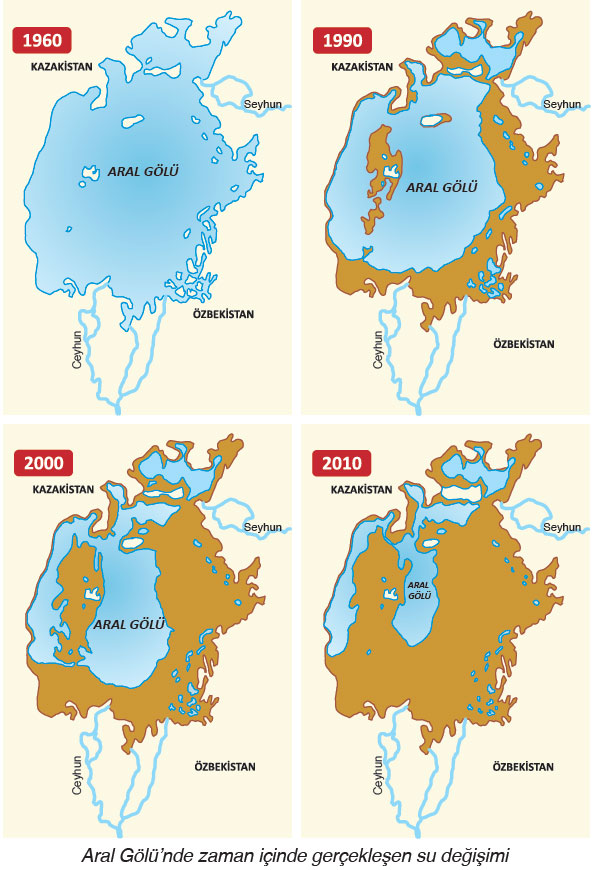 1960
KAZAKİSTAN
Seyhun
ARAL GÖLÜ
ÖZBEKİSTAN
Ceyhun
1990
KAZAKİSTAN
Seyhun
ARAL GÖLÜ
ÖZBEKİSTAN
Ceyhun
2000
KAZAKİSTAN
Seyhun
ARAL GÖLÜ
ÖZBEKİSTAN
Ceyhun
2010
KAZAKİSTAN
Seyhun
ARAL
GÖLÜ
ÖZBEKİSTAN
Ceyhun
Aral Gölü’nde zaman içinde gerçekleşen su değişimi